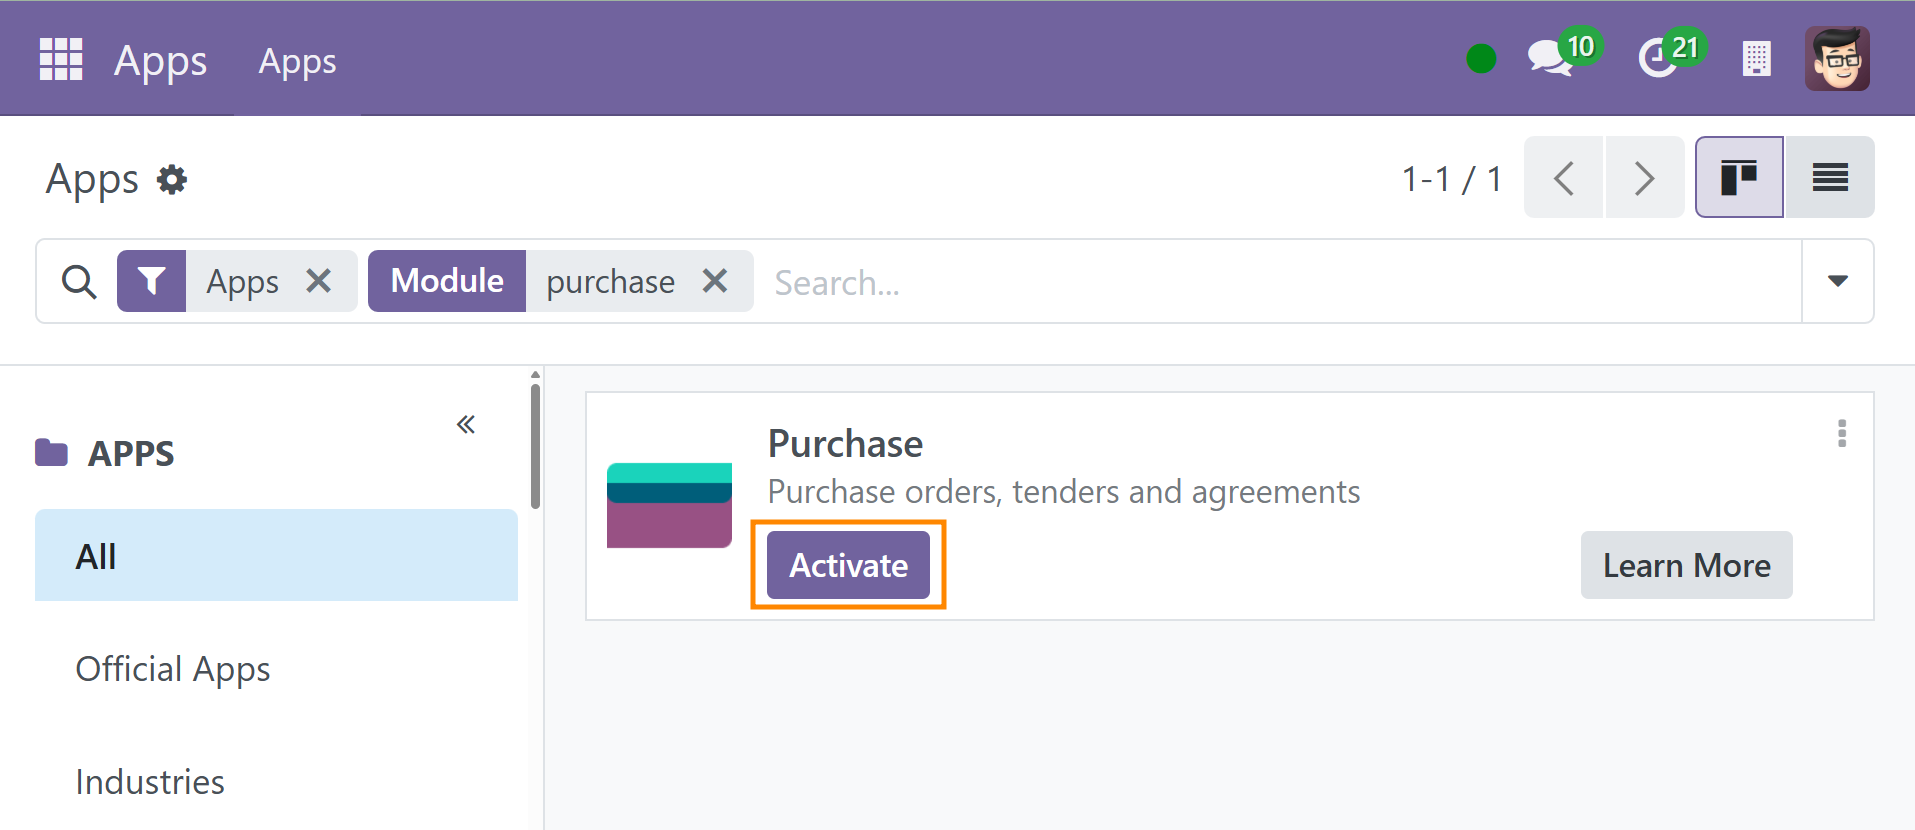 Apps Apps 10 21
Apps 1-1 / 1
Apps Module purchase Search...
APPS
All
Official Apps
Industries
Purchase
Purchase orders, tenders and agreements
Activate Learn More